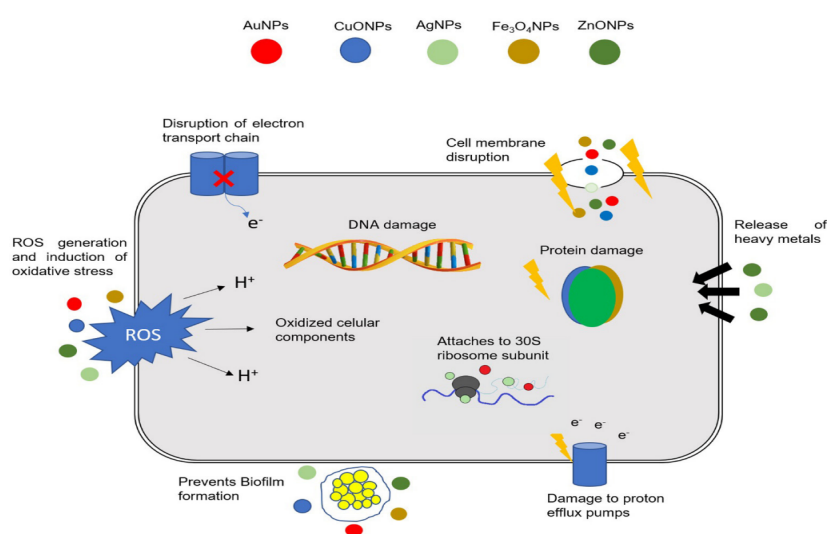 AuNPs CuONPs AgNPs Fe₃O₄NPs ZnONPs
Disruption of electron
transport chain
e⁻
Cell membrane
disruption
ROS generation
and induction of
oxidative stress
ROS
H⁺
Oxidized celular
components
H⁺
DNA damage
Protein damage
Release of
heavy metals
Attaches to 30S
ribosome subunit
e⁻ e⁻ e⁻
Prevents Biofilm
formation
Damage to proton
efflux pumps